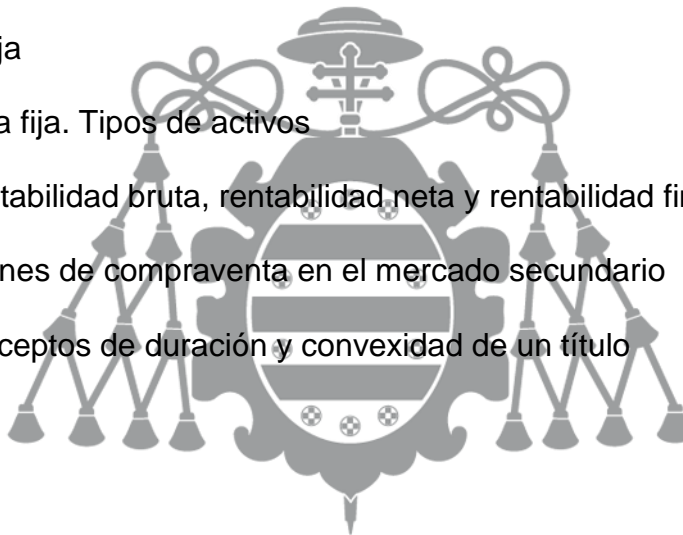 ja
a fija. Tipos de activos
tabilidad bruta, rentabilidad neta y rentabilidad fi
nes de compraventa en el mercado secundario
ceptos de duración y convexidad de un título